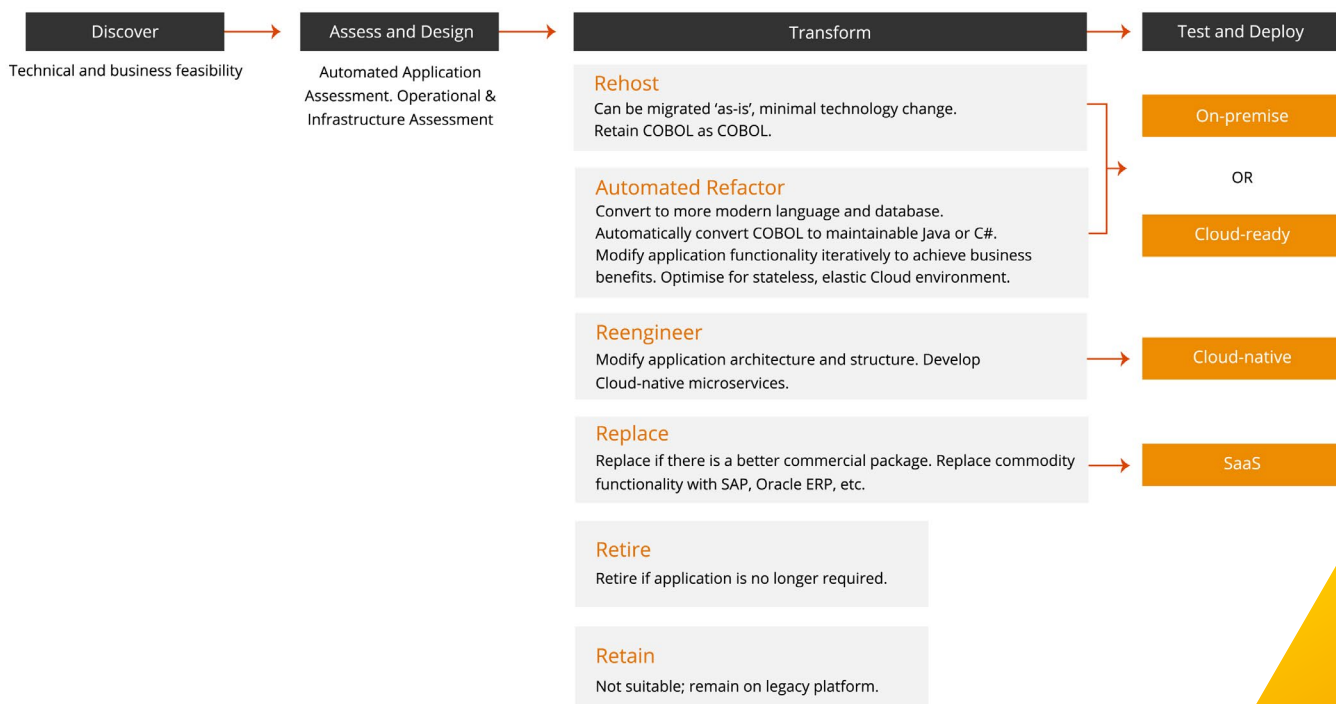 Discover
Technical and business feasibility
Assess and Design
Automated Application
Assessment. Operational &
Infrastructure Assessment
Transform
Rehost
Can be migrated ‘as-is’, minimal technology change.
Retain COBOL as COBOL.
Automated Refactor
Convert to more modern language and database.
Automatically convert COBOL to maintainable Java or C#.
Modify application functionality iteratively to achieve business
benefits. Optimise for stateless, elastic Cloud environment.
Reengineer
Modify application architecture and structure. Develop
Cloud-native microservices.
Replace
Replace if there is a better commercial package. Replace commodity
functionality with SAP, Oracle ERP, etc.
Retire
Retire if application is no longer required.
Retain
Not suitable; remain on legacy platform.
Test and Deploy
On-premise
OR
Cloud-ready
Cloud-native
SaaS